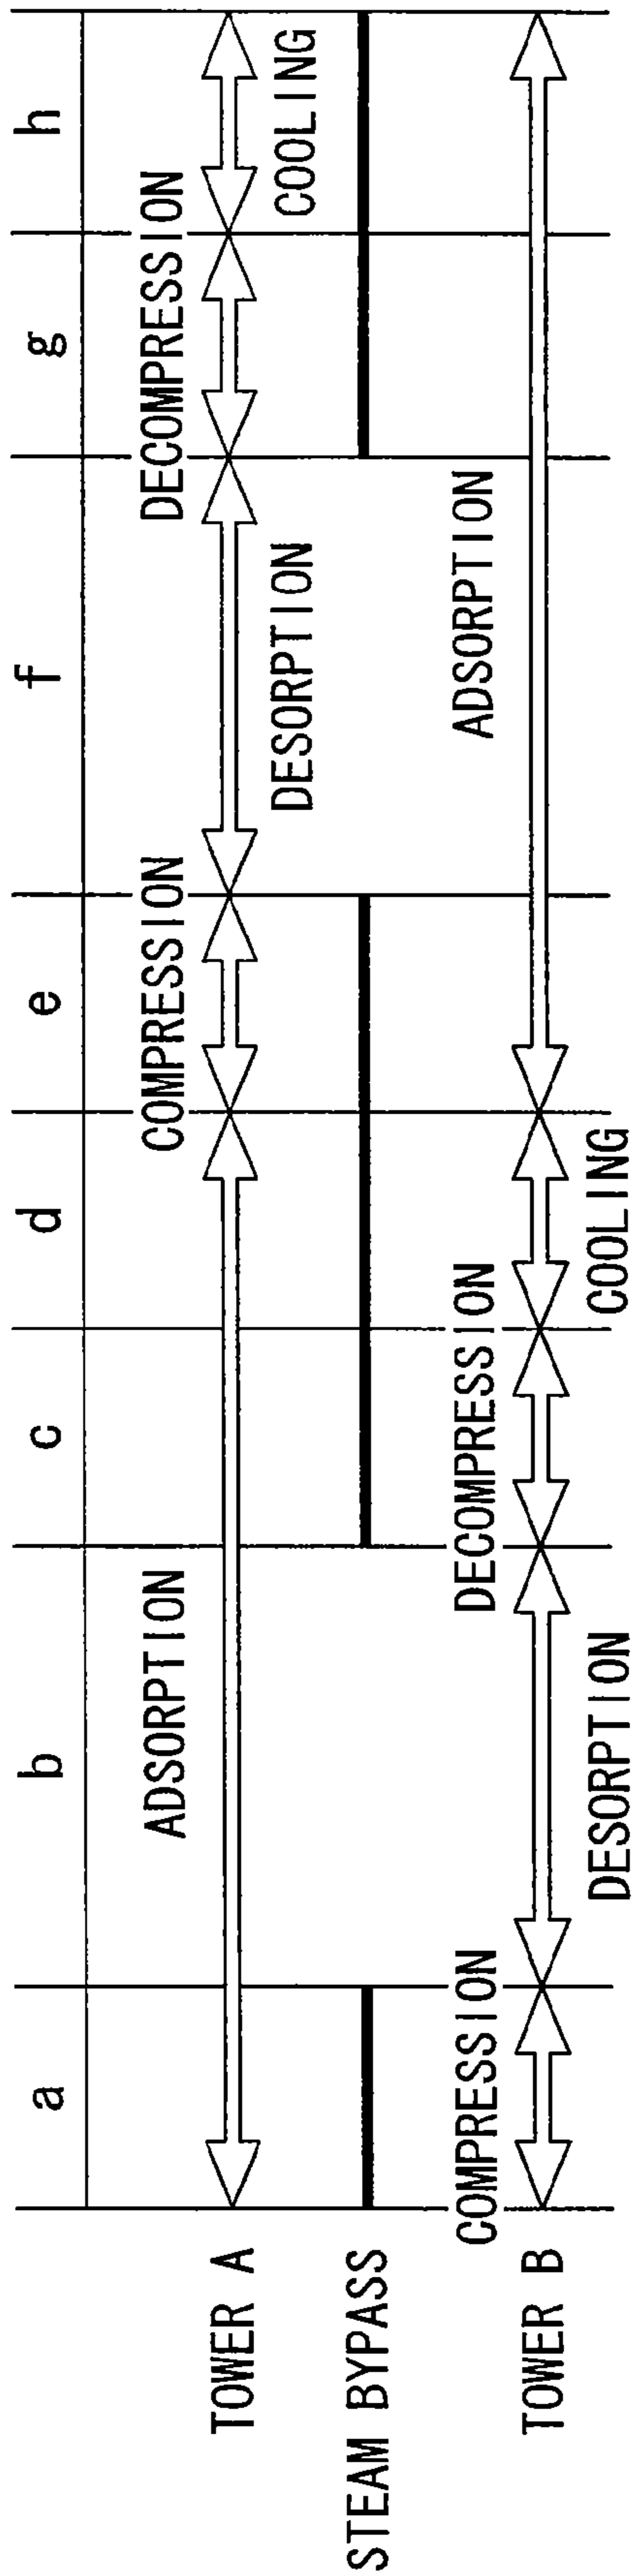 a b c d e f g h
TOWER A
ADSORPTION
COMPRESSION
DESORPTION
DECOMPRESSION
COOLING
STEAM BYPASS
TOWER B
COMPRESSION
DESORPTION
DECOMPRESSION
COOLING
ADSORPTION